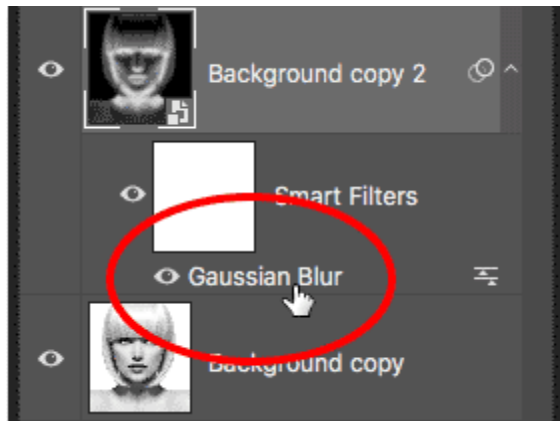 Background copy 2
Smart Filters
Gaussian Blur
Background copy